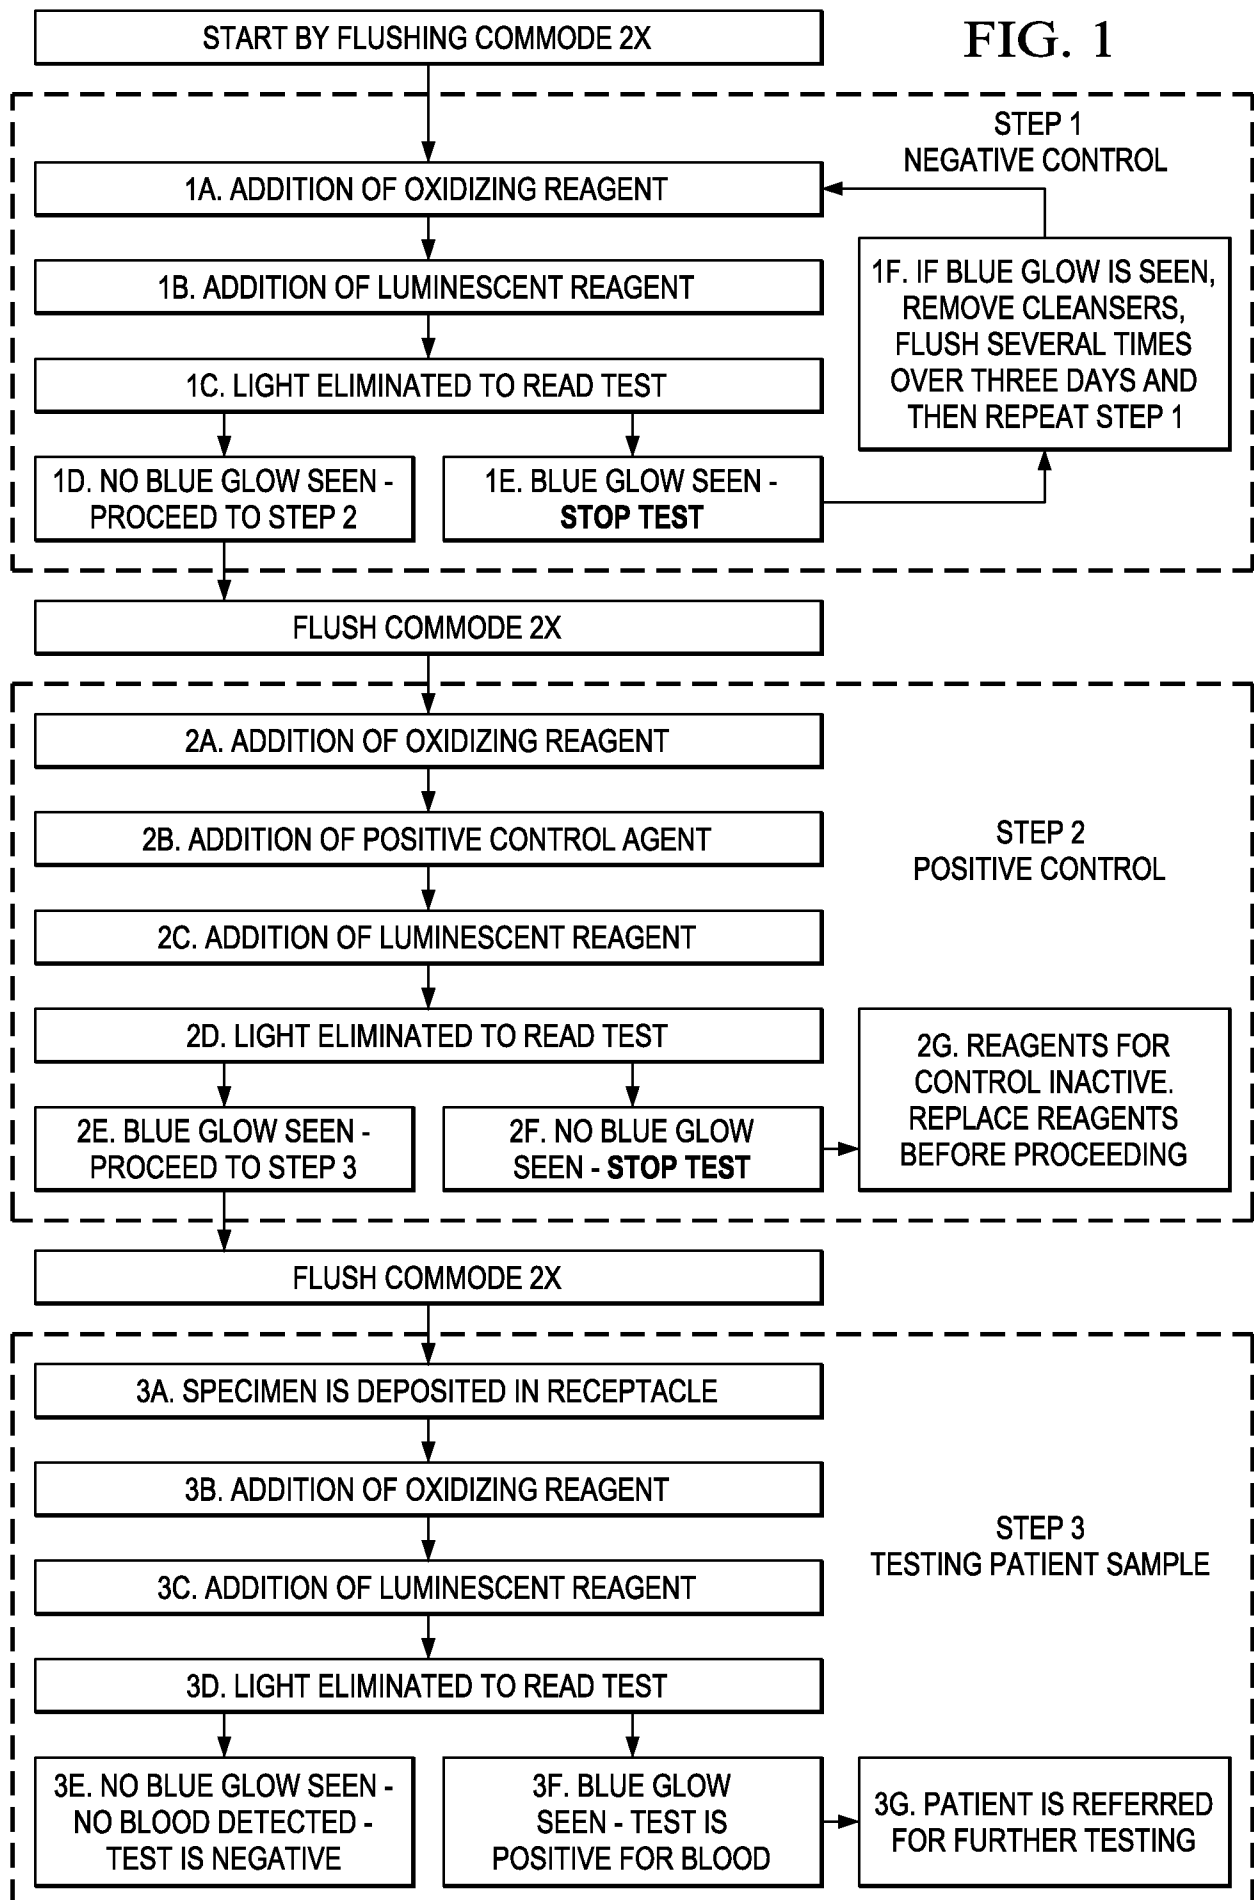 START BY FLUSHING COMMODE 2X
FIG. 1
STEP 1
NEGATIVE CONTROL
1A. ADDITION OF OXIDIZING REAGENT
1B. ADDITION OF LUMINESCENT REAGENT
1C. LIGHT ELIMINATED TO READ TEST
1D. NO BLUE GLOW SEEN -
PROCEED TO STEP 2
1E. BLUE GLOW SEEN -
STOP TEST
1F. IF BLUE GLOW IS SEEN,
REMOVE CLEANSERS,
FLUSH SEVERAL TIMES
OVER THREE DAYS AND
THEN REPEAT STEP 1
FLUSH COMMODE 2X
2A. ADDITION OF OXIDIZING REAGENT
2B. ADDITION OF POSITIVE CONTROL AGENT
STEP 2
POSITIVE CONTROL
2C. ADDITION OF LUMINESCENT REAGENT
2D. LIGHT ELIMINATED TO READ TEST
2E. BLUE GLOW SEEN -
PROCEED TO STEP 3
2F. NO BLUE GLOW
SEEN - STOP TEST
2G. REAGENTS FOR
CONTROL INACTIVE.
REPLACE REAGENTS
BEFORE PROCEEDING
FLUSH COMMODE 2X
3A. SPECIMEN IS DEPOSITED IN RECEPTACLE
3B. ADDITION OF OXIDIZING REAGENT
STEP 3
TESTING PATIENT SAMPLE
3C. ADDITION OF LUMINESCENT REAGENT
3D. LIGHT ELIMINATED TO READ TEST
3E. NO BLUE GLOW SEEN -
NO BLOOD DETECTED -
TEST IS NEGATIVE
3F. BLUE GLOW
SEEN - TEST IS
POSITIVE FOR BLOOD
3G. PATIENT IS REFERRED
FOR FURTHER TESTING